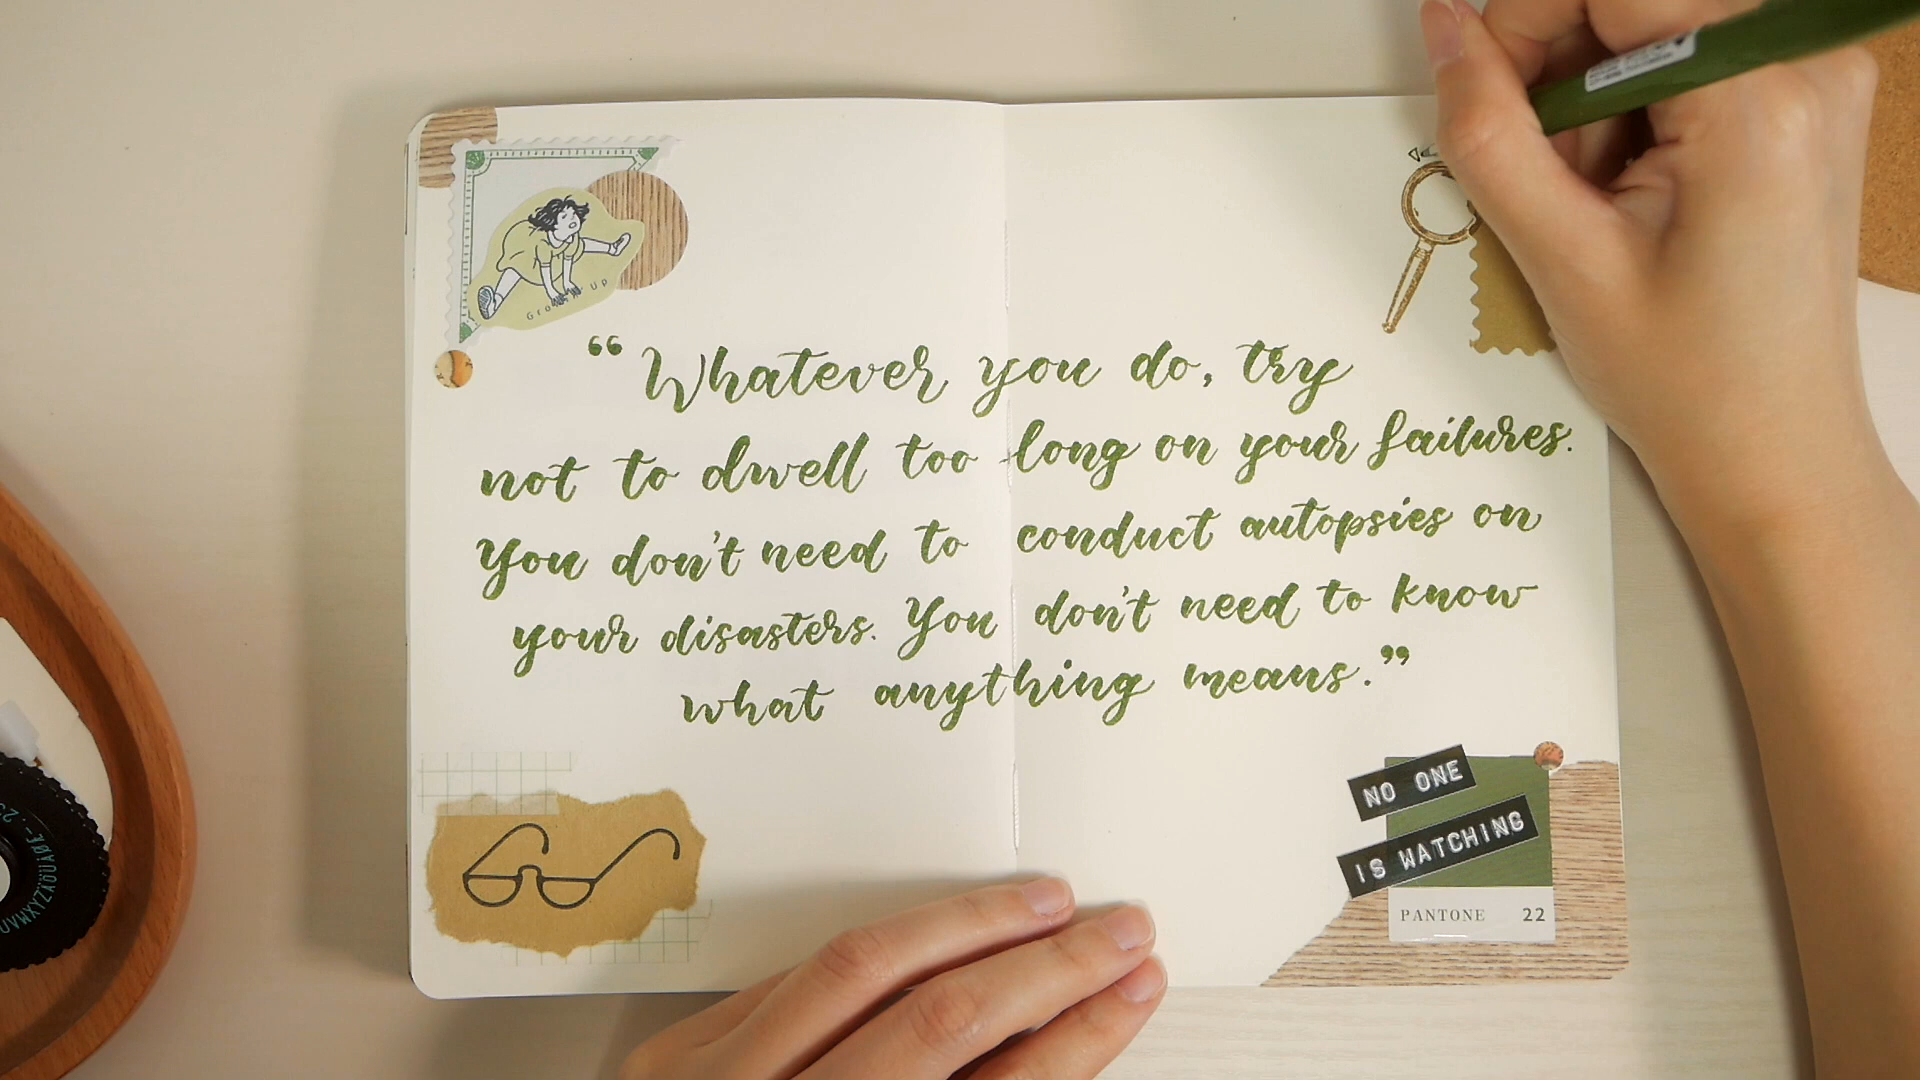 Grow UP
“Whatever you do, try
not to dwell too long on your failures.
You don't need to conduct autopsies on
your disasters. You don't need to know
what anything means.”
NO ONE
IS WATCHING
PANTONE 22